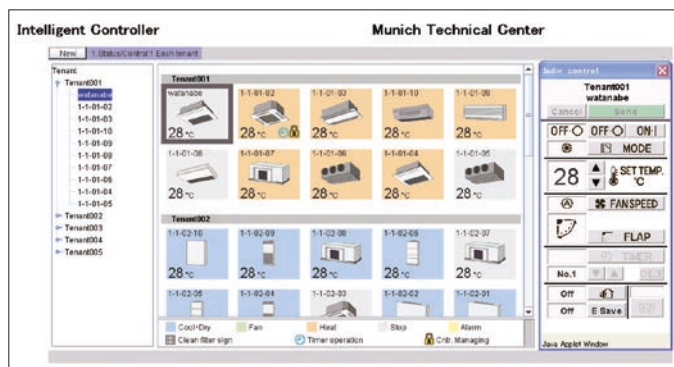 Intelligent Controller
Munich Technical Center
New
1.Status/Control:1 Each tenant
Tenant
Tenant001
watanabe
1-1-01-02
1-1-01-03
1-1-01-10
1-1-01-09
1-1-01-08
1-1-01-07
1-1-01-06
1-1-01-04
1-1-01-05
Tenant002
Tenant003
Tenant004
Tenant005
Tenant001
watanabe 1-1-01-02 1-1-01-03 1-1-01-10 1-1-01-09
28°C 28°C 28°C 28°C 28°C
1-1-01-08 1-1-01-07 1-1-01-06 1-1-01-04 1-1-01-05
28°C 28°C 28°C 28°C 28°C
Tenant002
1-1-02-10 1-1-02-09 1-1-02-08 1-1-02-06 1-1-02-07
28°C 28°C 28°C 28°C 28°C
1-1-02-05 1-1-02-04 1-1-02-03 1-1-02-02 1-1-02-01
Cool·Dry Fan Heat Stop Alarm
Clean filter sign Timer operation Cntr. Managing
Indiv. control
Tenant001
watanabe
Cancel Send
OFF OFF ON
MODE
28 SET TEMP. °C
A FANSPEED
FLAP
TIMER
No.1
Off
Off E Save
Java Applet Window